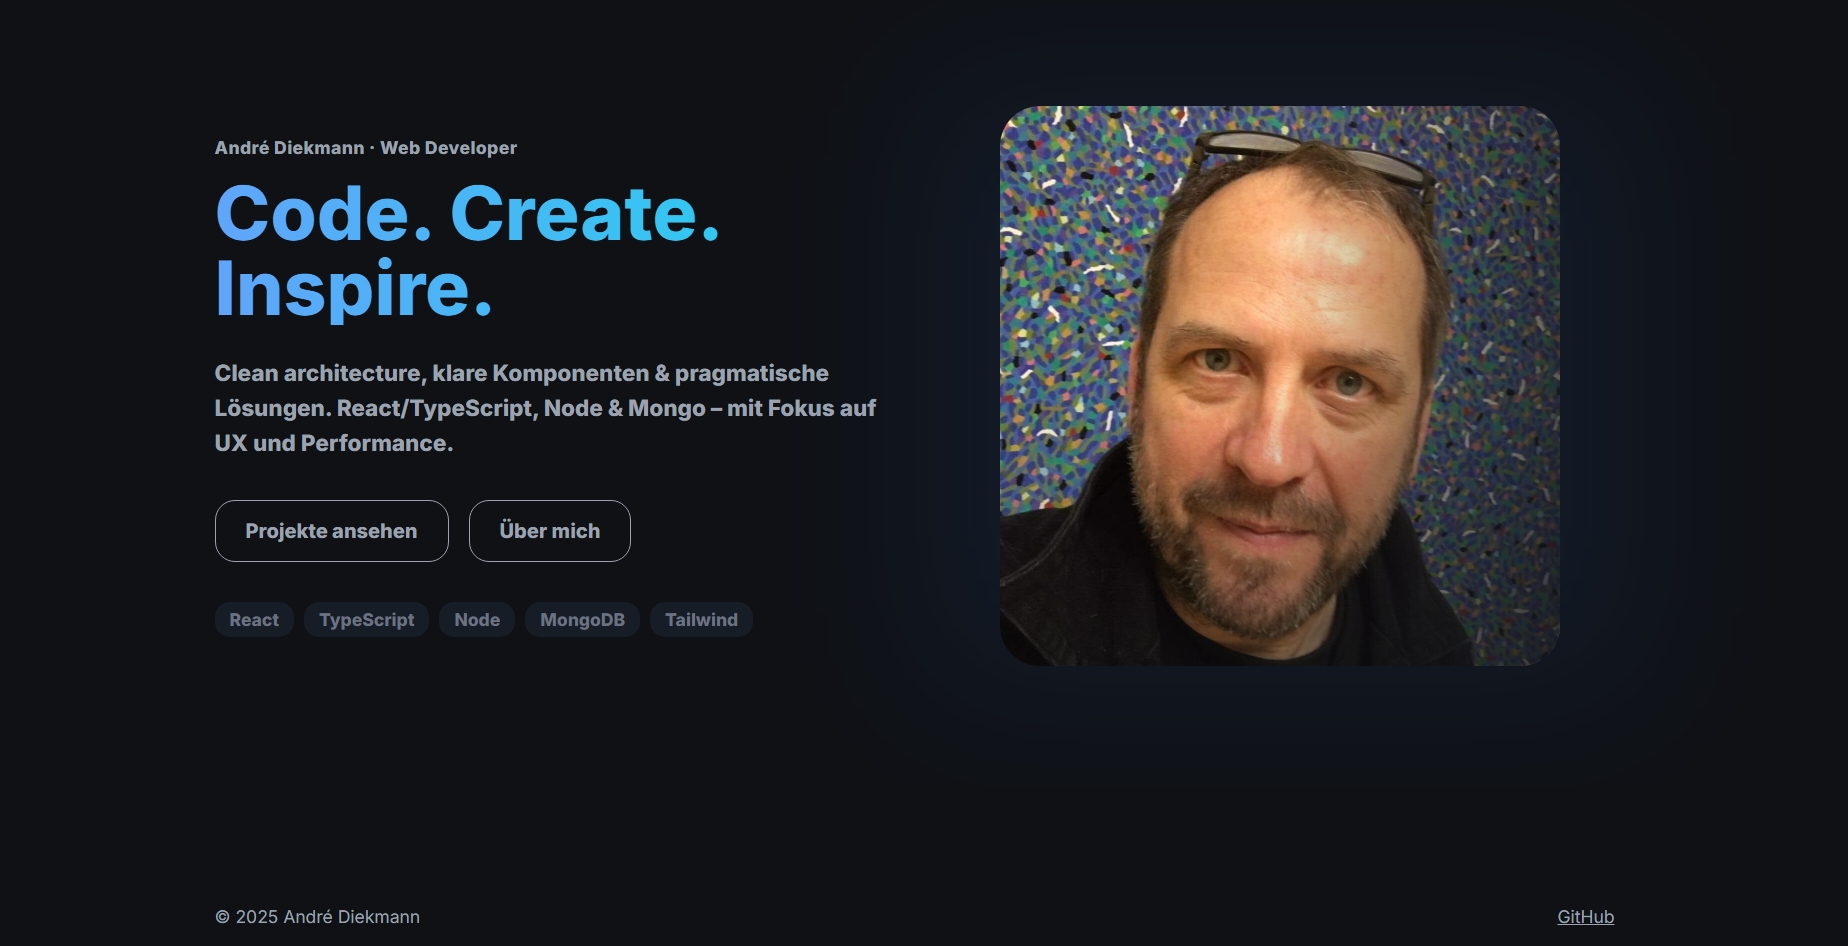 André Diekmann · Web Developer
Code. Create.
Inspire.
Clean architecture, klare Komponenten & pragmatische
Lösungen. React/TypeScript, Node & Mongo – mit Fokus auf
UX und Performance.
Projekte ansehen
Über mich
React
TypeScript
Node
MongoDB
Tailwind
© 2025 André Diekmann
GitHub